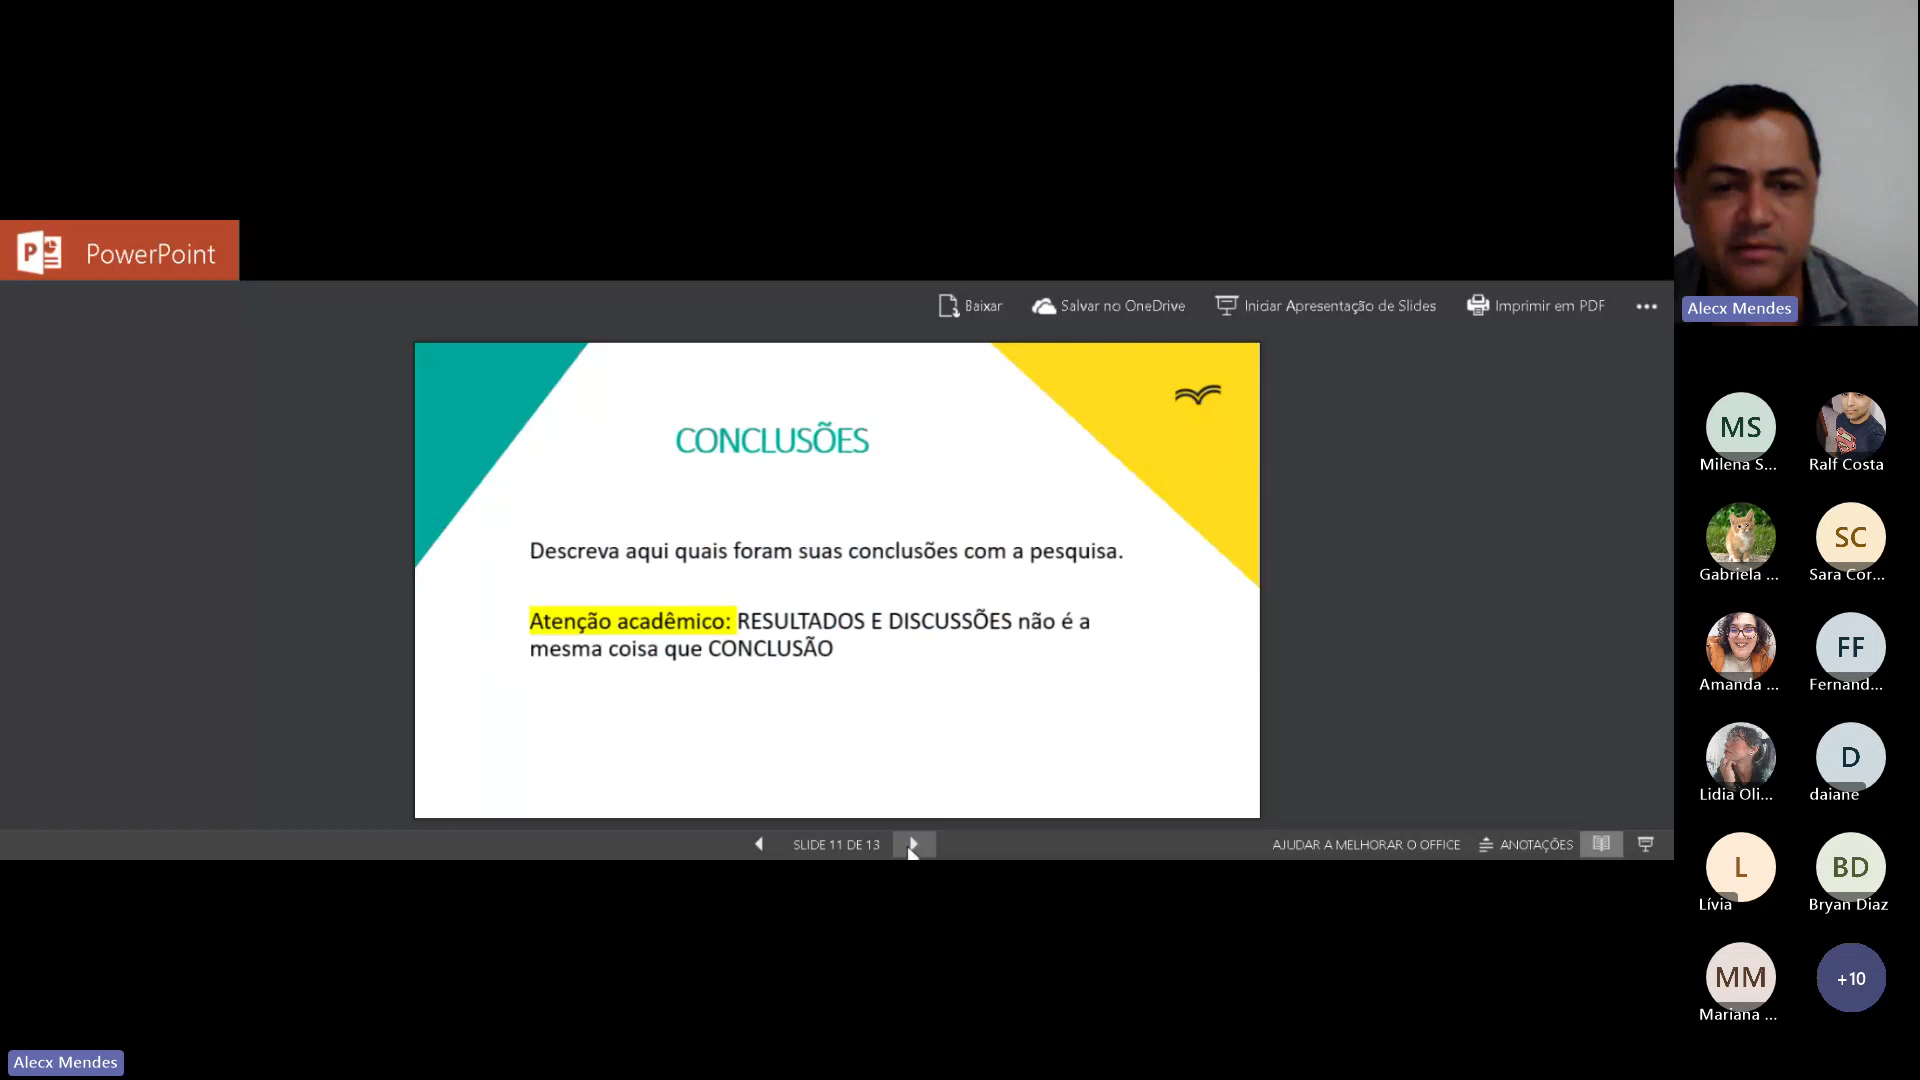 PowerPoint
Baixar
Salvar no OneDrive
Iniciar Apresentação de Slides
Imprimir em PDF
CONCLUSÕES
Descreva aqui quais foram suas conclusões com a pesquisa.
Atenção acadêmico: RESULTADOS E DISCUSSÕES não é a
mesma coisa que CONCLUSÃO
SLIDE 11 DE 13
AJUDAR A MELHORAR O OFFICE
ANOTAÇÕES
Alecx Mendes
MS
Milena S...
Ralf Costa
Gabriela ...
SC
Sara Cor...
Amanda ...
FF
Fernand...
Lidia Oli...
D
daiane
L
Lívia
BD
Bryan Diaz
MM
Mariana ...
+10
Alecx Mendes